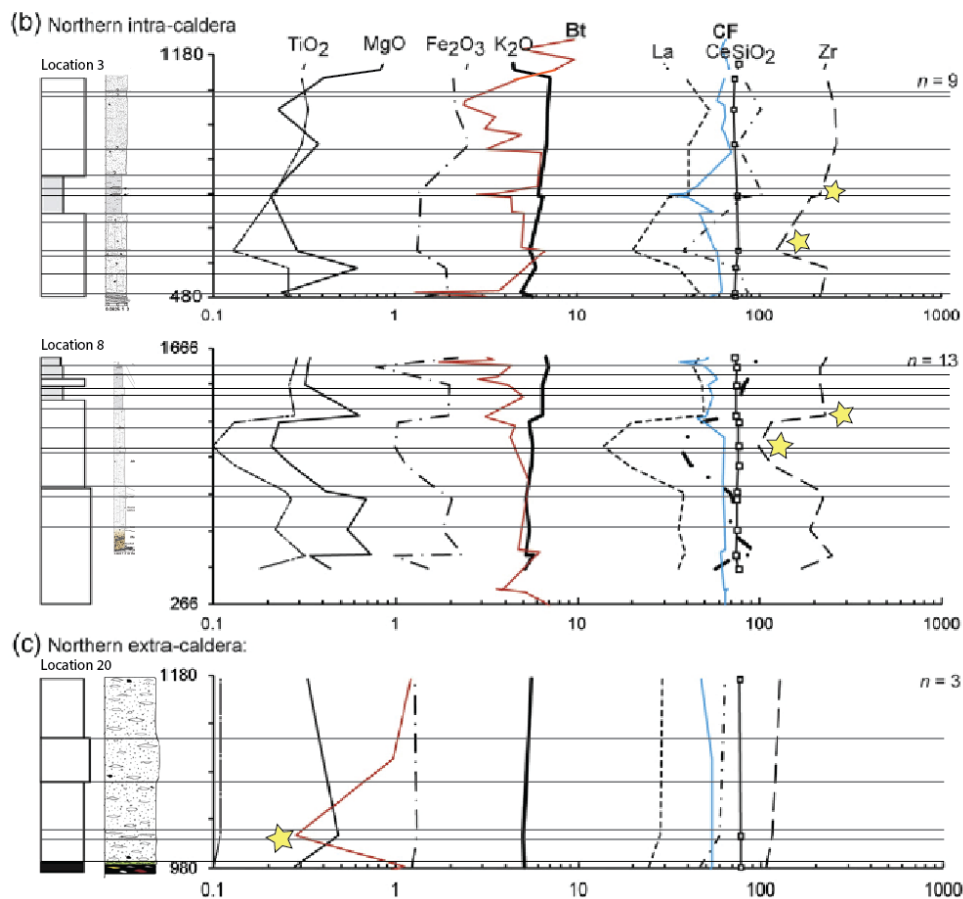 (b) Northern intra-caldera
TiO₂ MgO Fe₂O₃ K₂O Bt La CF CeSiO₂ Zr
Location 3
1180
n = 9
480
0.1 1 10 100 1000
Location 8
1666
n = 13
266
0.1 1 10 100 1000
(c) Northern extra-caldera:
Location 20
1180
n = 3
980
0.1 1 10 100 1000